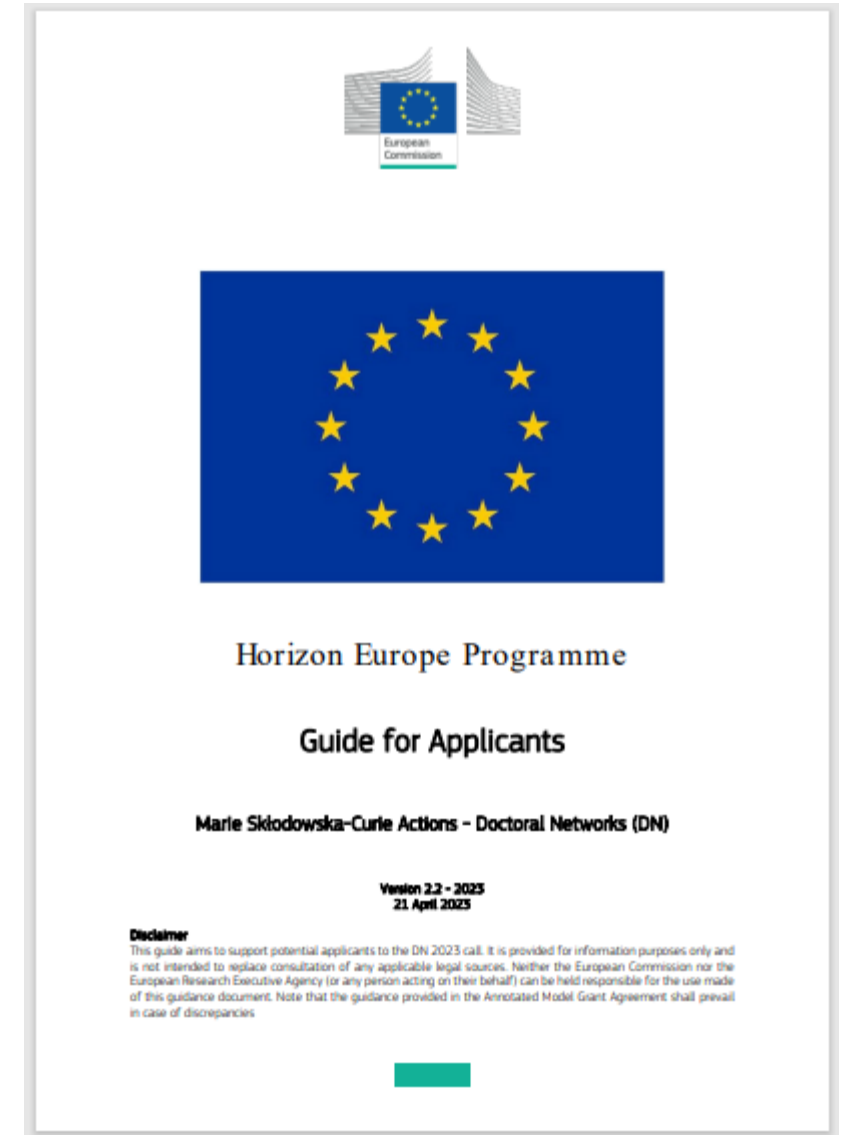 European
Commission
Horizon Europe Programme
Guide for Applicants
Marie Skłodowska-Curie Actions - Doctoral Networks (DN)
Version 2.2 - 2023
21 April 2023
Disclaimer
This guide aims to support potential applicants to the DN 2023 call. It is provided for information purposes only and
is not intended to replace consultation of any applicable legal sources. Neither the European Commission nor the
European Research Executive Agency (or any person acting on their behalf) can be held responsible for the use made
of this guidance document. Note that the guidance provided in the Annotated Model Grant Agreement shall prevail
in case of discrepancies